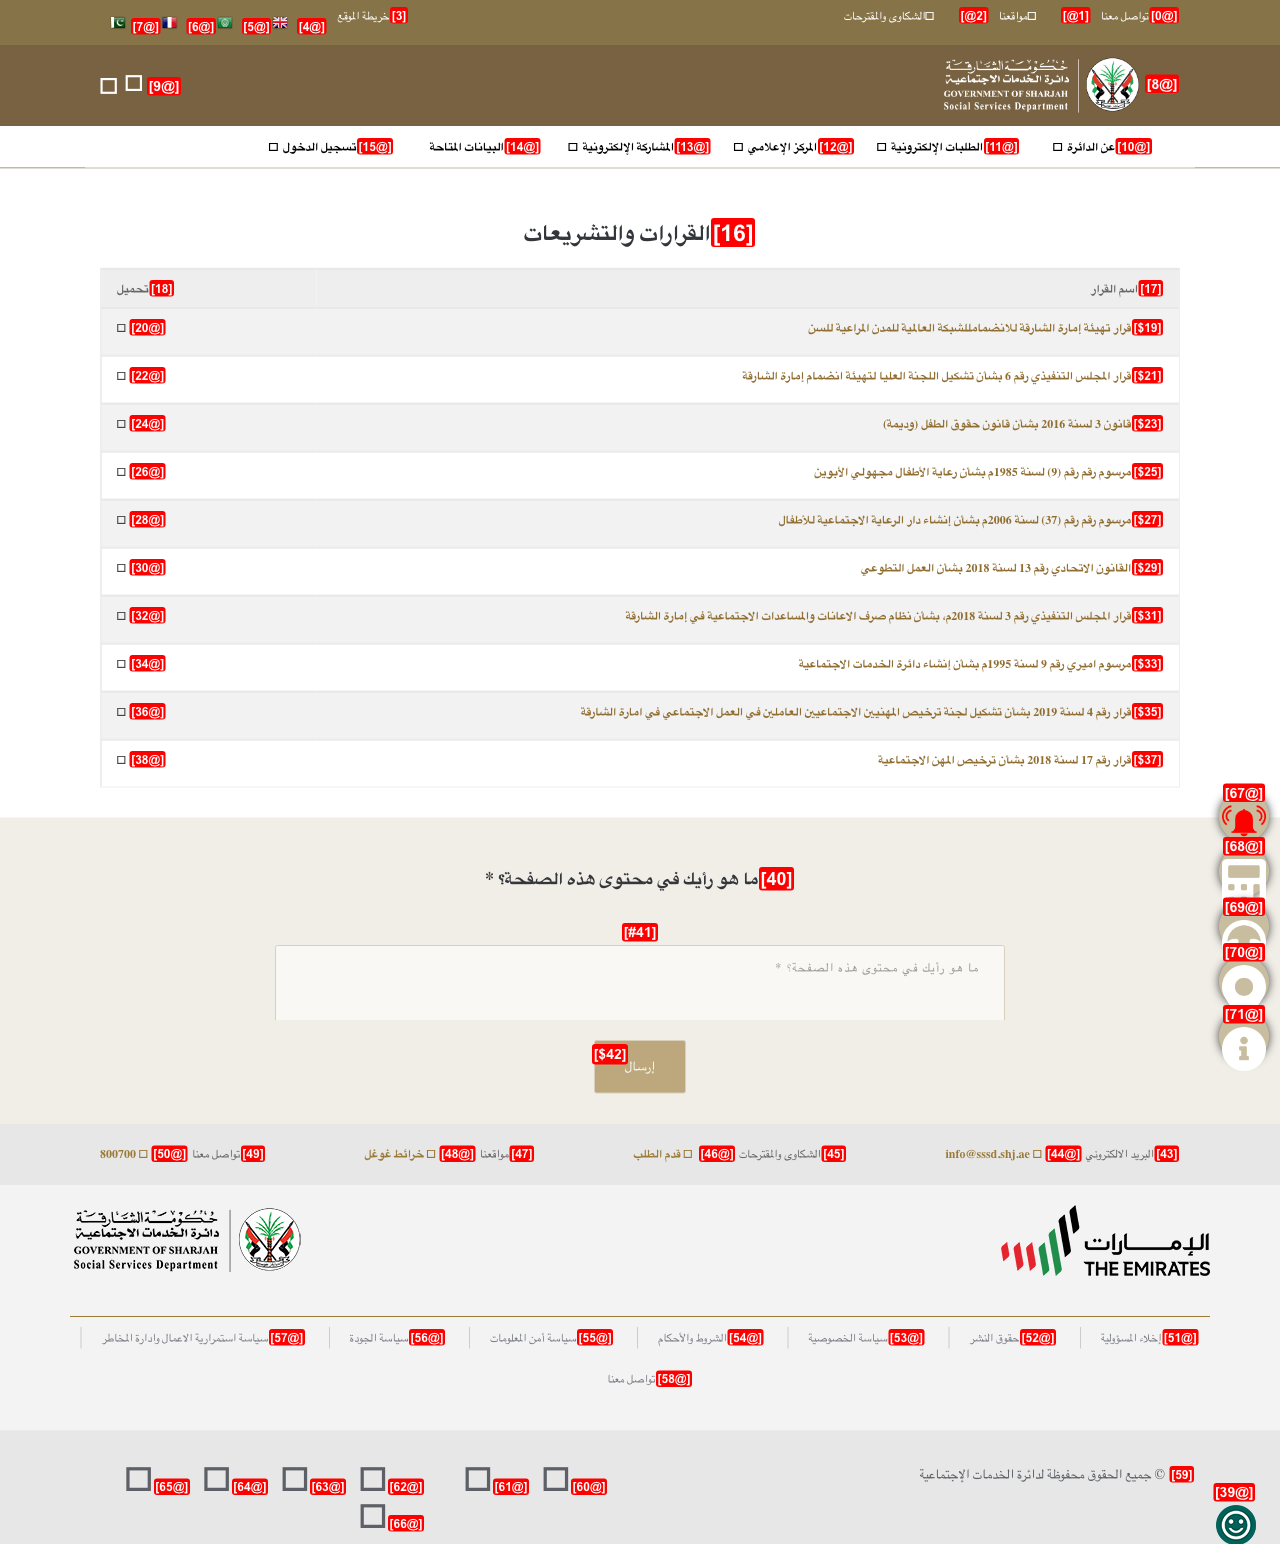 [@0] تواصل معنا [@1] مواقعنا [@2] الشكاوى والمقترحات [3] خريطة الموقع [@4] [@5] [@6] [@7]
[@8] حكومة الشارقة
دائرة الخدمات الاجتماعية
GOVERNMENT OF SHARJAH
Social Services Department
[@9]
[@10] عن الدائرة [@11] الطلبات الإلكترونية [@12] المركز الإعلامي [@13] المشاركة الإلكترونية [@14] البيانات المتاحة [@15] تسجيل الدخول
[16] القرارات والتشريعات
[17] اسم القرار [18] تحميل
[$19] قرار تهيئة إمارة الشارقة للانضمامللشبكة العالمية للمدن المراعية للسن [@20]
[$21] قرار المجلس التنفيذي رقم 6 بشان تشكيل اللجنة العليا لتهيئة انضمام إمارة الشارقة [@22]
[$23] قانون 3 لسنة 2016 بشان قانون حقوق الطفل (وديمة) [@24]
[$25] مرسوم رقم رقم (9) لسنة 1985م بشان رعاية الأطفال مجهولي الأبوين [@26]
[$27] مرسوم رقم رقم (37) لسنة 2006م بشأن إنشاء دار الرعاية الاجتماعية للأطفال [@28]
[$29] القانون الاتحادي رقم 13 لسنة 2018 بشان العمل التطوعي [@30]
[$31] قرار المجلس التنفيذي رقم 3 لسنة 2018م، بشان نظام صرف الاعانات والمساعدات الاجتماعية في إمارة الشارقة [@32]
[$33] مرسوم اميري رقم 9 لسنة 1995م بشأن إنشاء دائرة الخدمات الاجتماعية [@34]
[$35] قرار رقم 4 لسنة 2019 بشان تشكيل لجنة ترخيص المهنيين الاجتماعيين العاملين في العمل الاجتماعي في امارة الشارقة [@36]
[$37] قرار رقم 17 لسنة 2018 بشان ترخيص المهن الاجتماعية [@38]
[@67]
[@68]
[40] ما هو رأيك في محتوى هذه الصفحة؟ *
[@69]
[#41]
[@70]
ما هو رأيك في محتوى هذه الصفحة؟ *
[@71]
[$42] إرسال
[43] البريد الالكتروني [@44] info@sssd.shj.ae [45] الشكاوى والمقترحات [@46] قدم الطلب [47] مواقعنا [@48] خرائط غوغل [49] تواصل معنا [@50] 800700
الإمارات
THE EMIRATES
حكومة الشارقة
دائرة الخدمات الاجتماعية
GOVERNMENT OF SHARJAH
Social Services Department
[@51] إخلاء المسؤولية [@52] حقوق النشر [@53] سياسة الخصوصية [@54] الشروط والأحكام [@55] سياسة أمن المعلومات [@56] سياسة الجودة [@57] سياسة استمرارية الاعمال وادارة المخاطر
[@58] تواصل معنا
[59] © جميع الحقوق محفوظة لدائرة الخدمات الإجتماعية [@60] [@61] [@62] [@63] [@64] [@65]
[@39]
[@66]